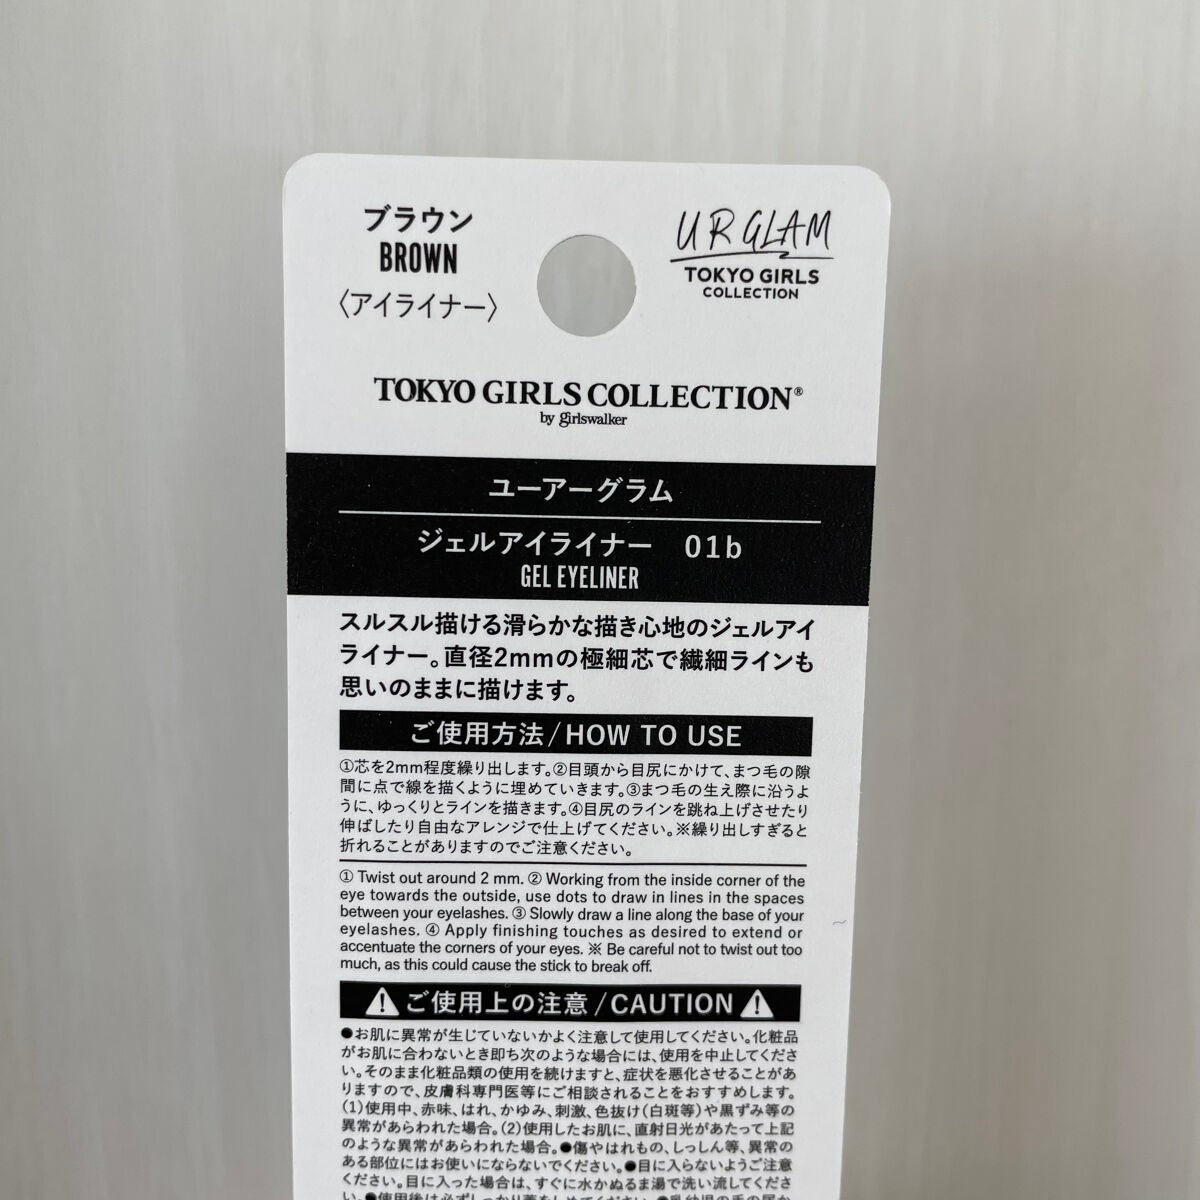 ブラウン
BROWN
〈アイライナー〉
UR GLAM
TOKYO GIRLS
COLLECTION
TOKYO GIRLS COLLECTION®
by girlswalker
ユーアーグラム
ジェルアイライナー 01b
GEL EYELINER
スルスル描ける滑らかな描き心地のジェルアイ
ライナー。直径2mmの極細芯で繊細ラインも
思いのままに描けます。
ご使用方法/HOW TO USE
①芯を2mm程度繰り出します。②目頭から目尻にかけて、まつ毛の隙
間に点で線を描くように埋めていきます。③まつ毛の生え際に沿うよ
うに、ゆっくりとラインを描きます。④目尻のラインを跳ね上げさせたり
伸ばしたり自由なアレンジで仕上げてください。※繰り出しすぎると
折れることがありますのでご注意ください。
① Twist out around 2 mm. ② Working from the inside corner of the
eye towards the outside, use dots to draw in lines in the spaces
between your eyelashes. ③ Slowly draw a line along the base of your
eyelashes. ④ Apply finishing touches as desired to extend or
accentuate the corners of your eyes. ※ Be careful not to twist out too
much, as this could cause the stick to break off.
⚠ご使用上の注意/CAUTION⚠
●お肌に異常が生じていないかよく注意して使用してください。化粧品
がお肌に合わないとき即ち次のような場合には、使用を中止してくださ
い。そのまま化粧品類の使用を続けますと、症状を悪化させることがあ
りますので、皮膚科専門医等にご相談されることをおすすめします。
(1)使用中、赤味、はれ、かゆみ、刺激、色抜け(白斑等)や黒ずみ等の
異常があらわれた場合。(2)使用したお肌に、直射日光があたって上記
のような異常があらわれた場合。●傷やはれもの、しっしん等、異常の
ある部位にはお使いにならないでください。●目に入らないようご注意
ください。目に入った場合は、すぐに水かぬるま湯で洗い流してくださ
い。●使用後は必ずしっかり蓋をしめてください。●乳幼児の手の届か